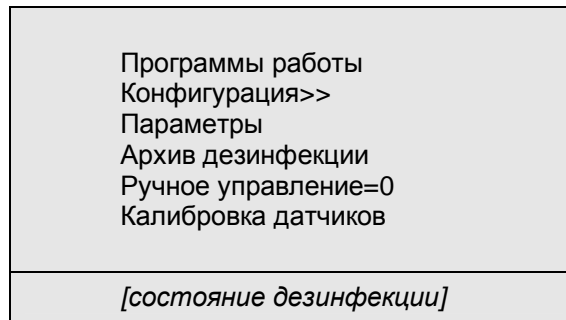 Программы работы
Конфигурация>>
Параметры
Архив дезинфекции
Ручное управление=0
Калибровка датчиков
[состояние дезинфекции]